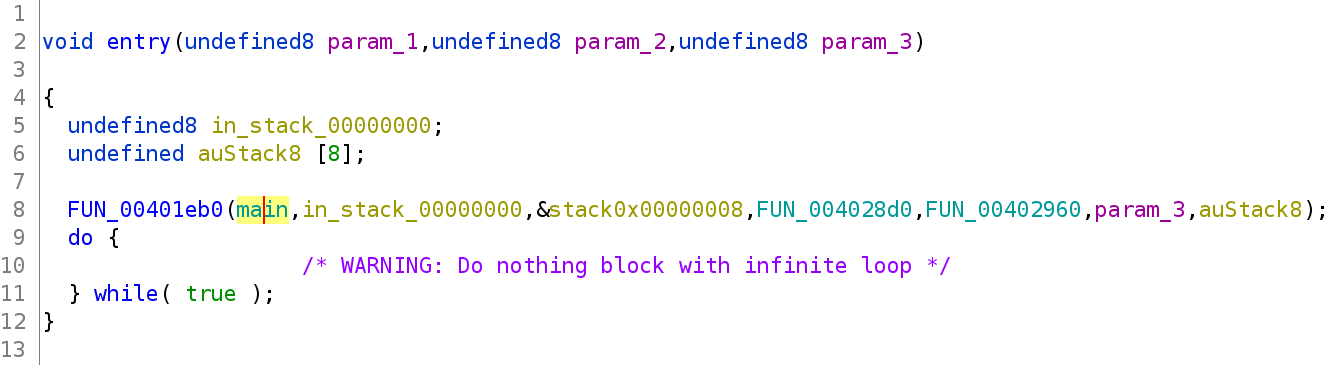 1
2 void entry(undefined8 param_1,undefined8 param_2,undefined8 param_3)
3
4 {
5   undefined8 in_stack_00000000;
6   undefined auStack8 [8];
7
8   FUN_00401eb0(main,in_stack_00000000,&stack0x00000008,FUN_004028d0,FUN_00402960,param_3,auStack8);
9   do {
10                     /* WARNING: Do nothing block with infinite loop */
11   } while( true );
12 }
13